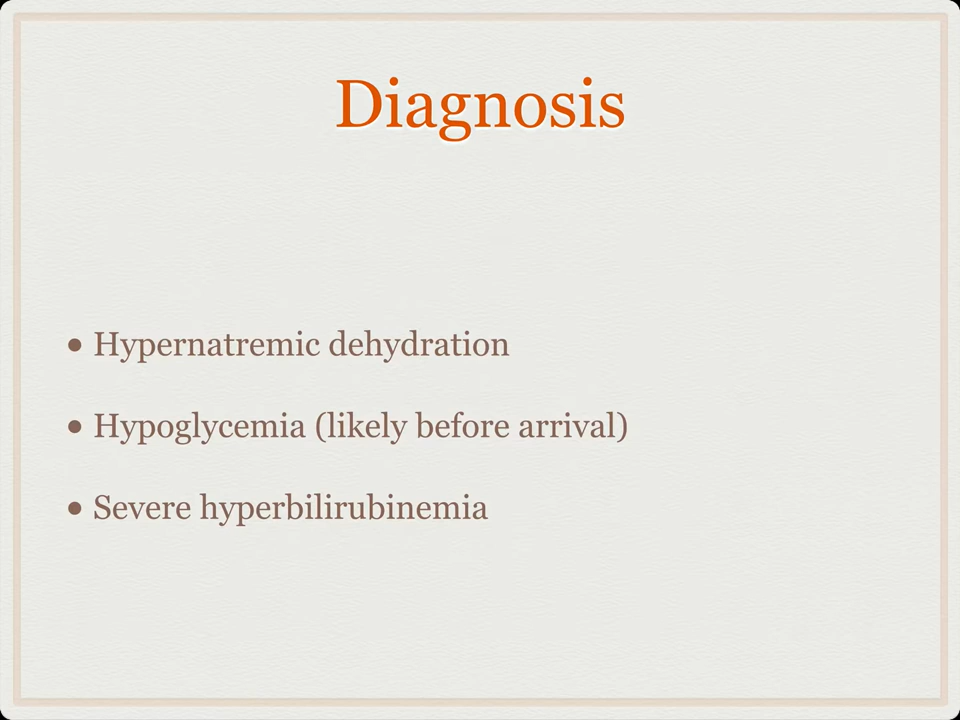 Diagnosis
• Hypernatremic dehydration
• Hypoglycemia (likely before arrival)
• Severe hyperbilirubinemia